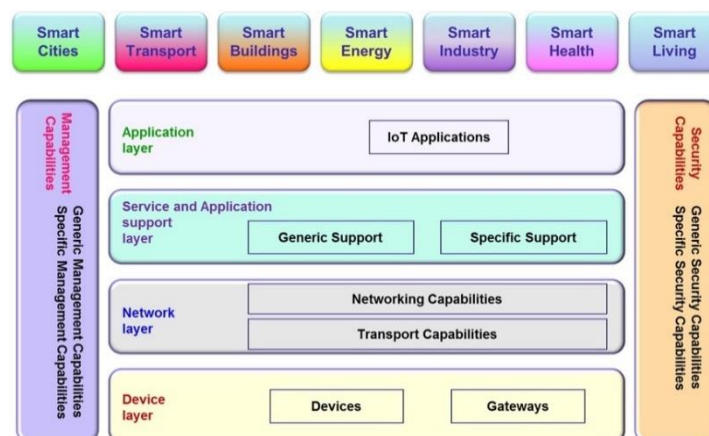 Smart
Cities
Smart
Transport
Smart
Buildings
Smart
Energy
Smart
Industry
Smart
Health
Smart
Living
Management
Capabilities
Generic Management Capabilities
Specific Management Capabilities
Application
layer
IoT Applications
Service and Application
support
layer
Generic Support
Specific Support
Network
layer
Networking Capabilities
Transport Capabilities
Device
layer
Devices
Gateways
Security
Capabilities
Generic Security Capabilities
Specific Security Capabilities